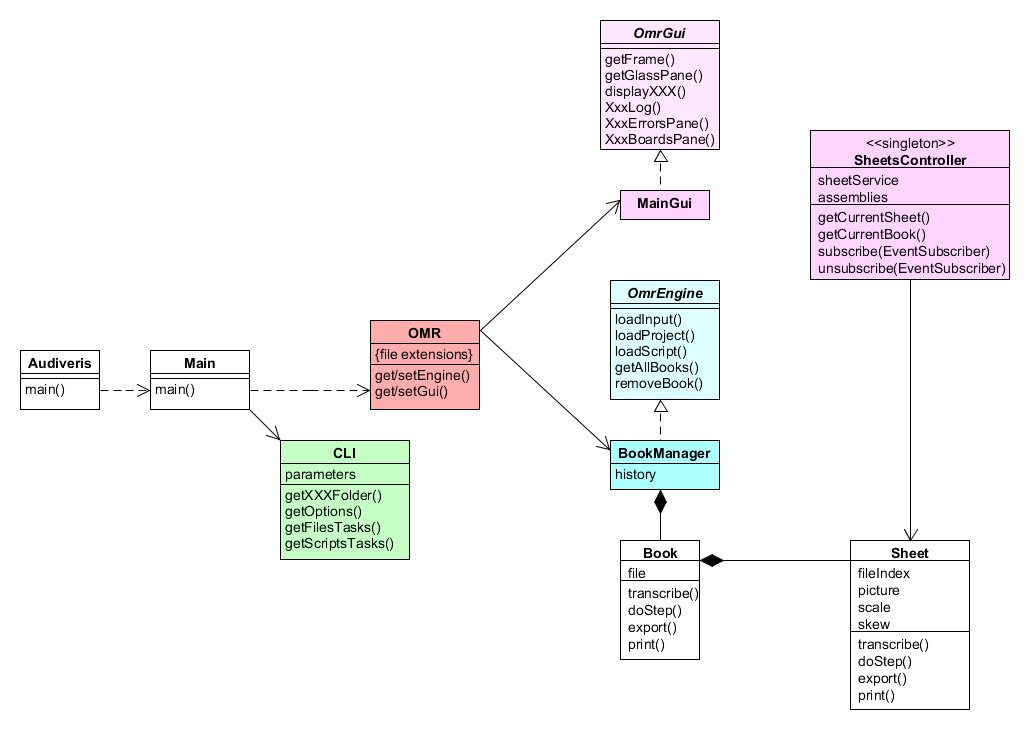 OmrGui
getFrame()
getGlassPane()
displayXXX()
XxxLog()
XxxErrorsPane()
XxxBoardsPane()
<<singleton>>
SheetsController
sheetService
assemblies
getCurrentSheet()
getCurrentBook()
subscribe(EventSubscriber)
unsubscribe(EventSubscriber)
MainGui
OmrEngine
loadInput()
loadProject()
loadScript()
getAllBooks()
removeBook()
OMR
{file extensions}
get/setEngine()
get/setGui()
Audiveris
main()
Main
main()
CLI
parameters
getXXXFolder()
getOptions()
getFilesTasks()
getScriptsTasks()
BookManager
history
Book
file
transcribe()
doStep()
export()
print()
Sheet
fileIndex
picture
scale
skew
transcribe()
doStep()
export()
print()